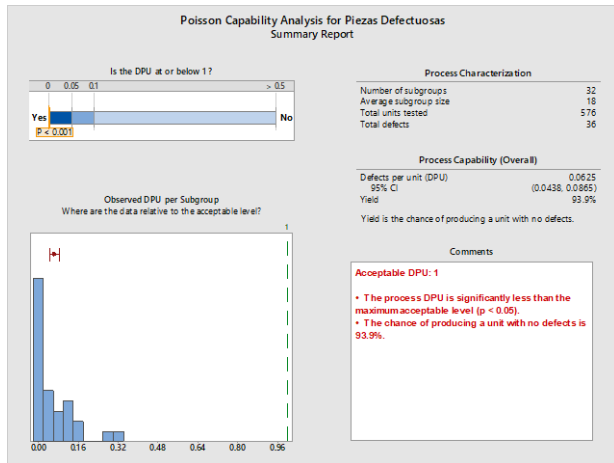 Poisson Capability Analysis for Piezas Defectuosas
Summary Report
Is the DPU at or below 1?
0 0.05 0.1 > 0.5
Yes No
P < 0.001
Process Characterization
Number of subgroups 32
Average subgroup size 18
Total units tested 576
Total defects 36
Process Capability (Overall)
Defects per unit (DPU) 0.0625
95% CI (0.0438, 0.0865)
Yield 93.9%
Yield is the chance of producing a unit with no defects.
Observed DPU per Subgroup
Where are the data relative to the acceptable level?
1
0.00 0.16 0.32 0.48 0.64 0.80 0.96
Comments
Acceptable DPU: 1
• The process DPU is significantly less than the
maximum acceptable level (p < 0.05).
• The chance of producing a unit with no defects is
93.9%.